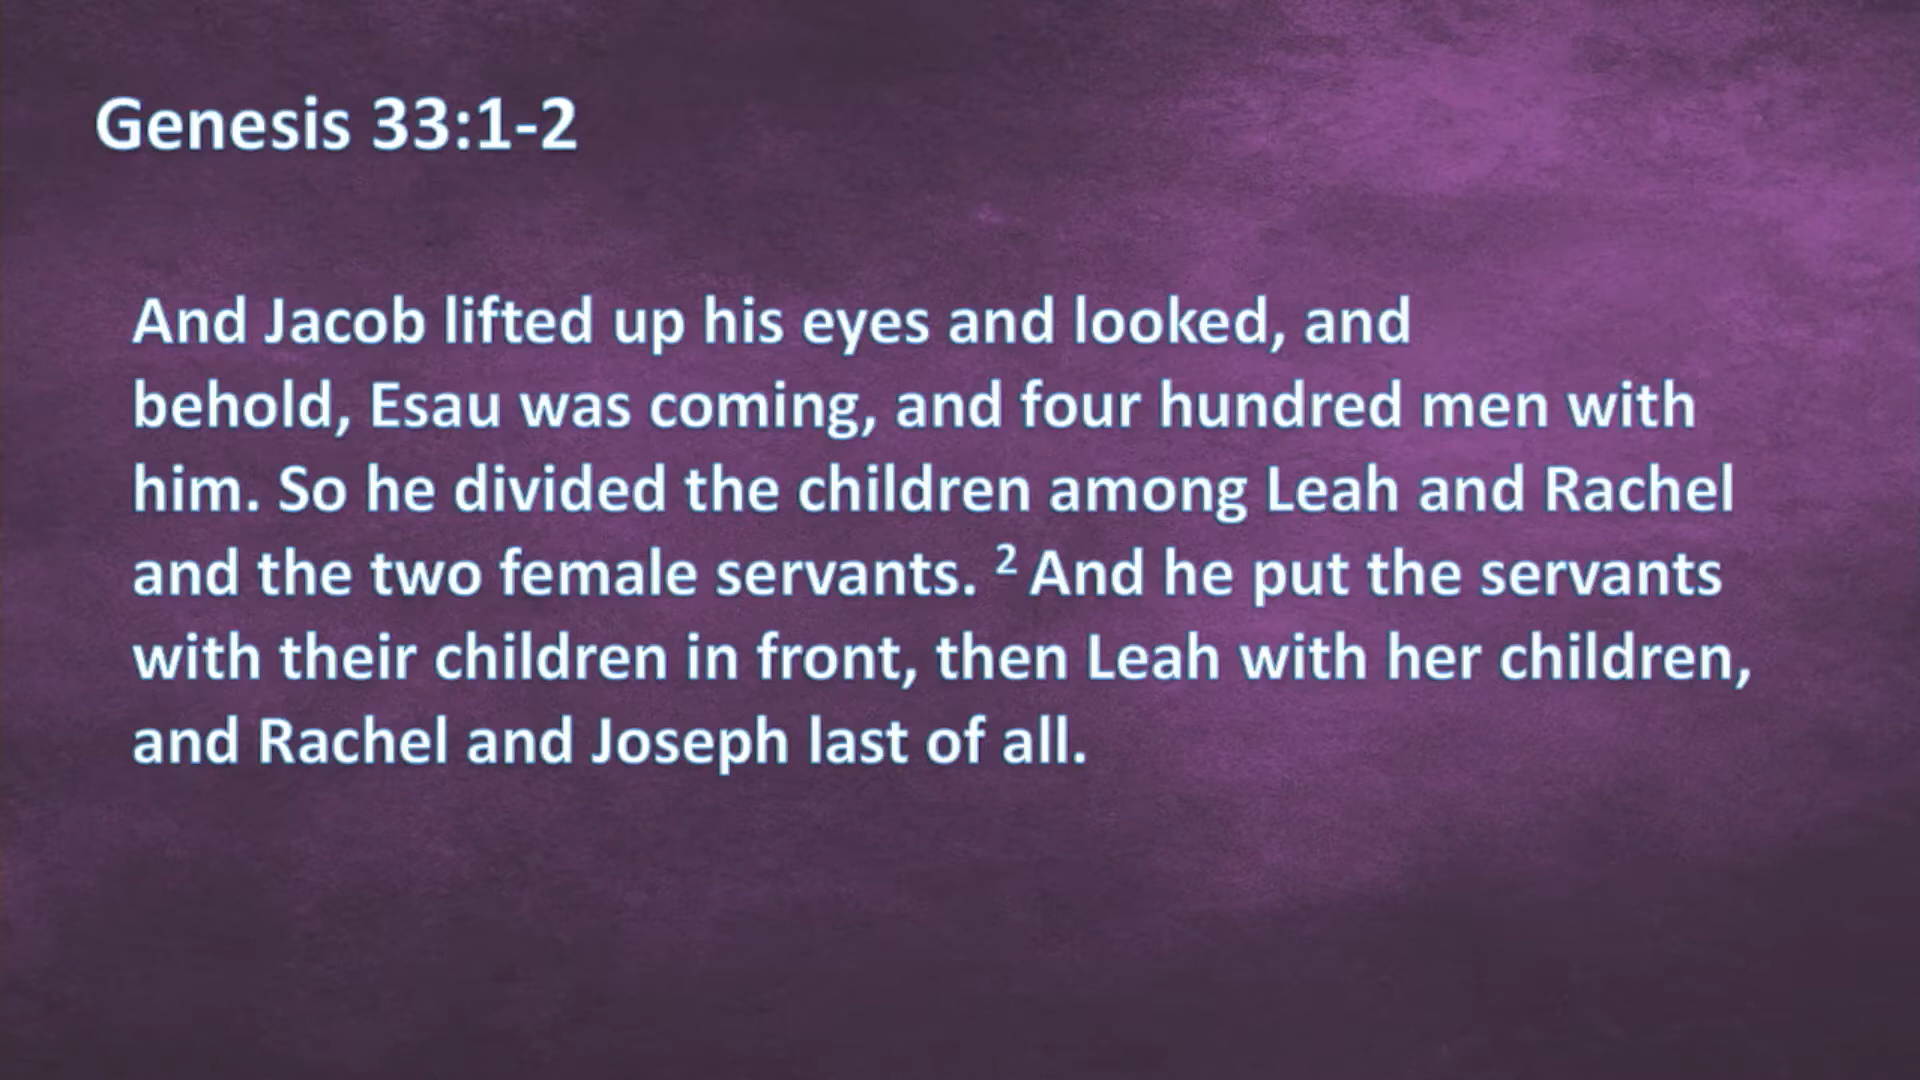 Genesis 33:1-2
And Jacob lifted up his eyes and looked, and
behold, Esau was coming, and four hundred men with
him. So he divided the children among Leah and Rachel
and the two female servants. 2 And he put the servants
with their children in front, then Leah with her children,
and Rachel and Joseph last of all.